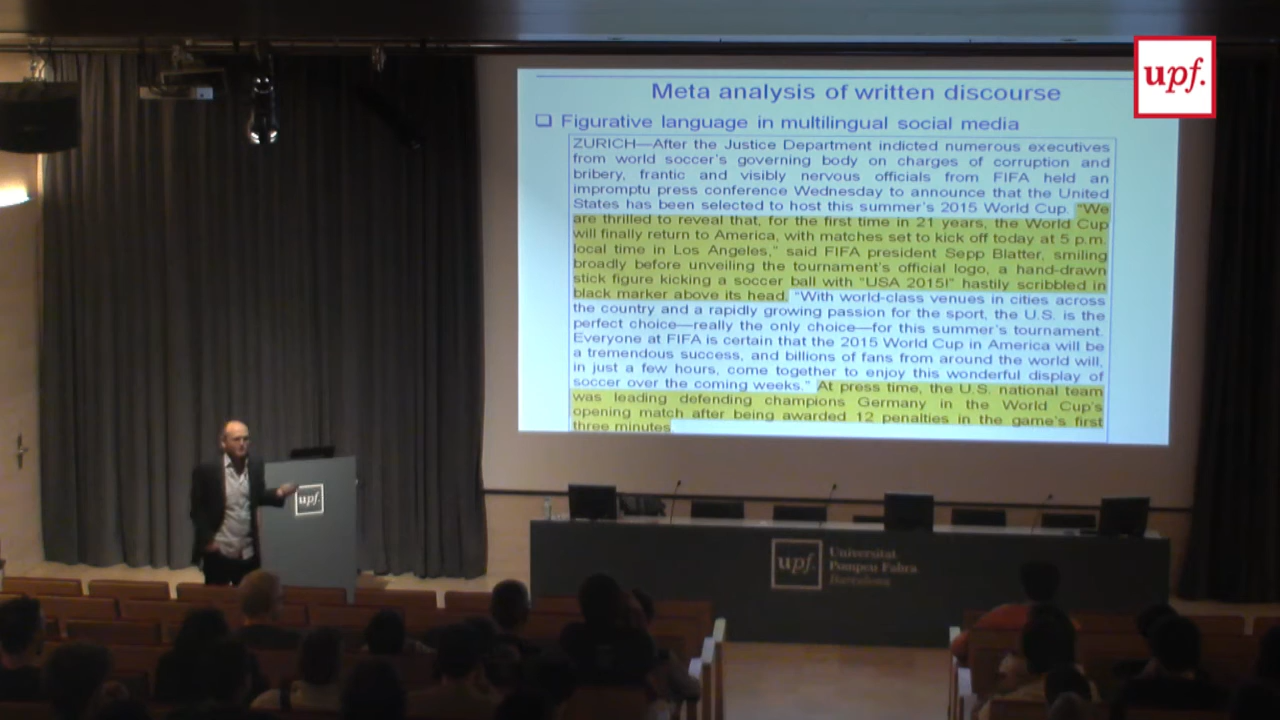 upf.
Meta analysis of written discourse
❑ Figurative language in multilingual social media
ZURICH—After the Justice Department indicted numerous executives
from world soccer's governing body on charges of corruption and
bribery, frantic and visibly nervous officials from FIFA held an
impromptu press conference Wednesday to announce that the United
States has been selected to host this summer's 2015 World Cup. "We
are thrilled to reveal that, for the first time in 21 years, the World Cup
will finally return to America, with matches set to kick off today at 5 p.m.
local time in Los Angeles," said FIFA president Sepp Blatter, smiling
broadly before unveiling the tournament's official logo, a hand-drawn
stick figure kicking a soccer ball with "USA 2015!" hastily scribbled in
black marker above its head. "With world-class venues in cities across
the country and a rapidly growing passion for the sport, the U.S. is the
perfect choice—really the only choice—for this summer's tournament.
Everyone at FIFA is certain that the 2015 World Cup in America will be
a tremendous success, and billions of fans from around the world will,
in just a few hours, come together to enjoy this wonderful display of
soccer over the coming weeks." At press time, the U.S. national team
was leading defending champions Germany in the World Cup's
opening match after being awarded 12 penalties in the game's first
three minutes.
upf.
upf.
Universitat
Pompeu Fabra
Barcelona